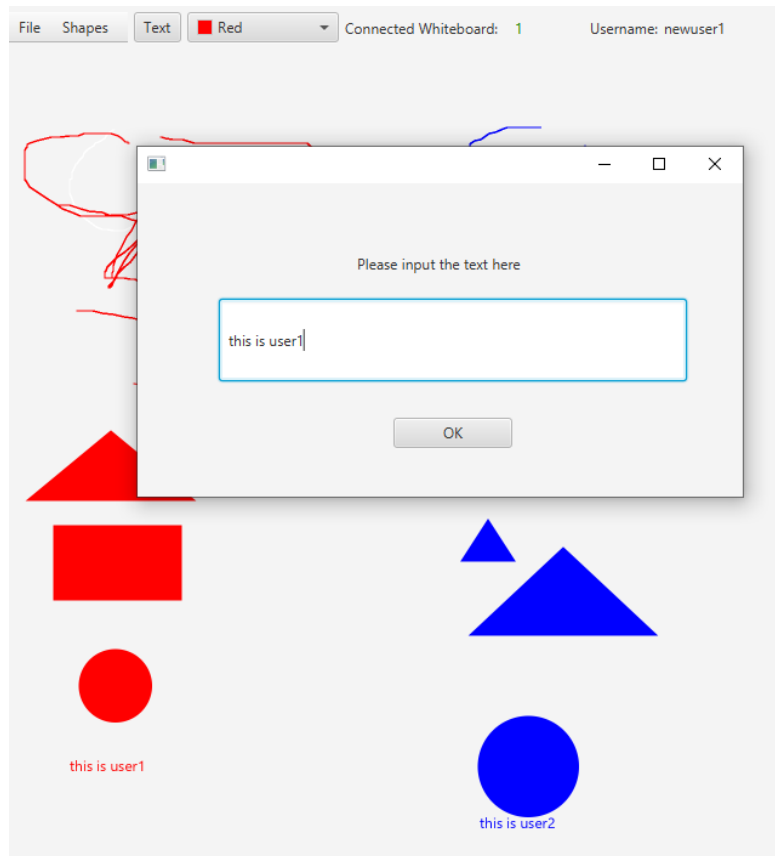 File Shapes Text Red Connected Whiteboard: 1 Username: newuser1
Please input the text here
this is user1
OK
this is user1
this is user2